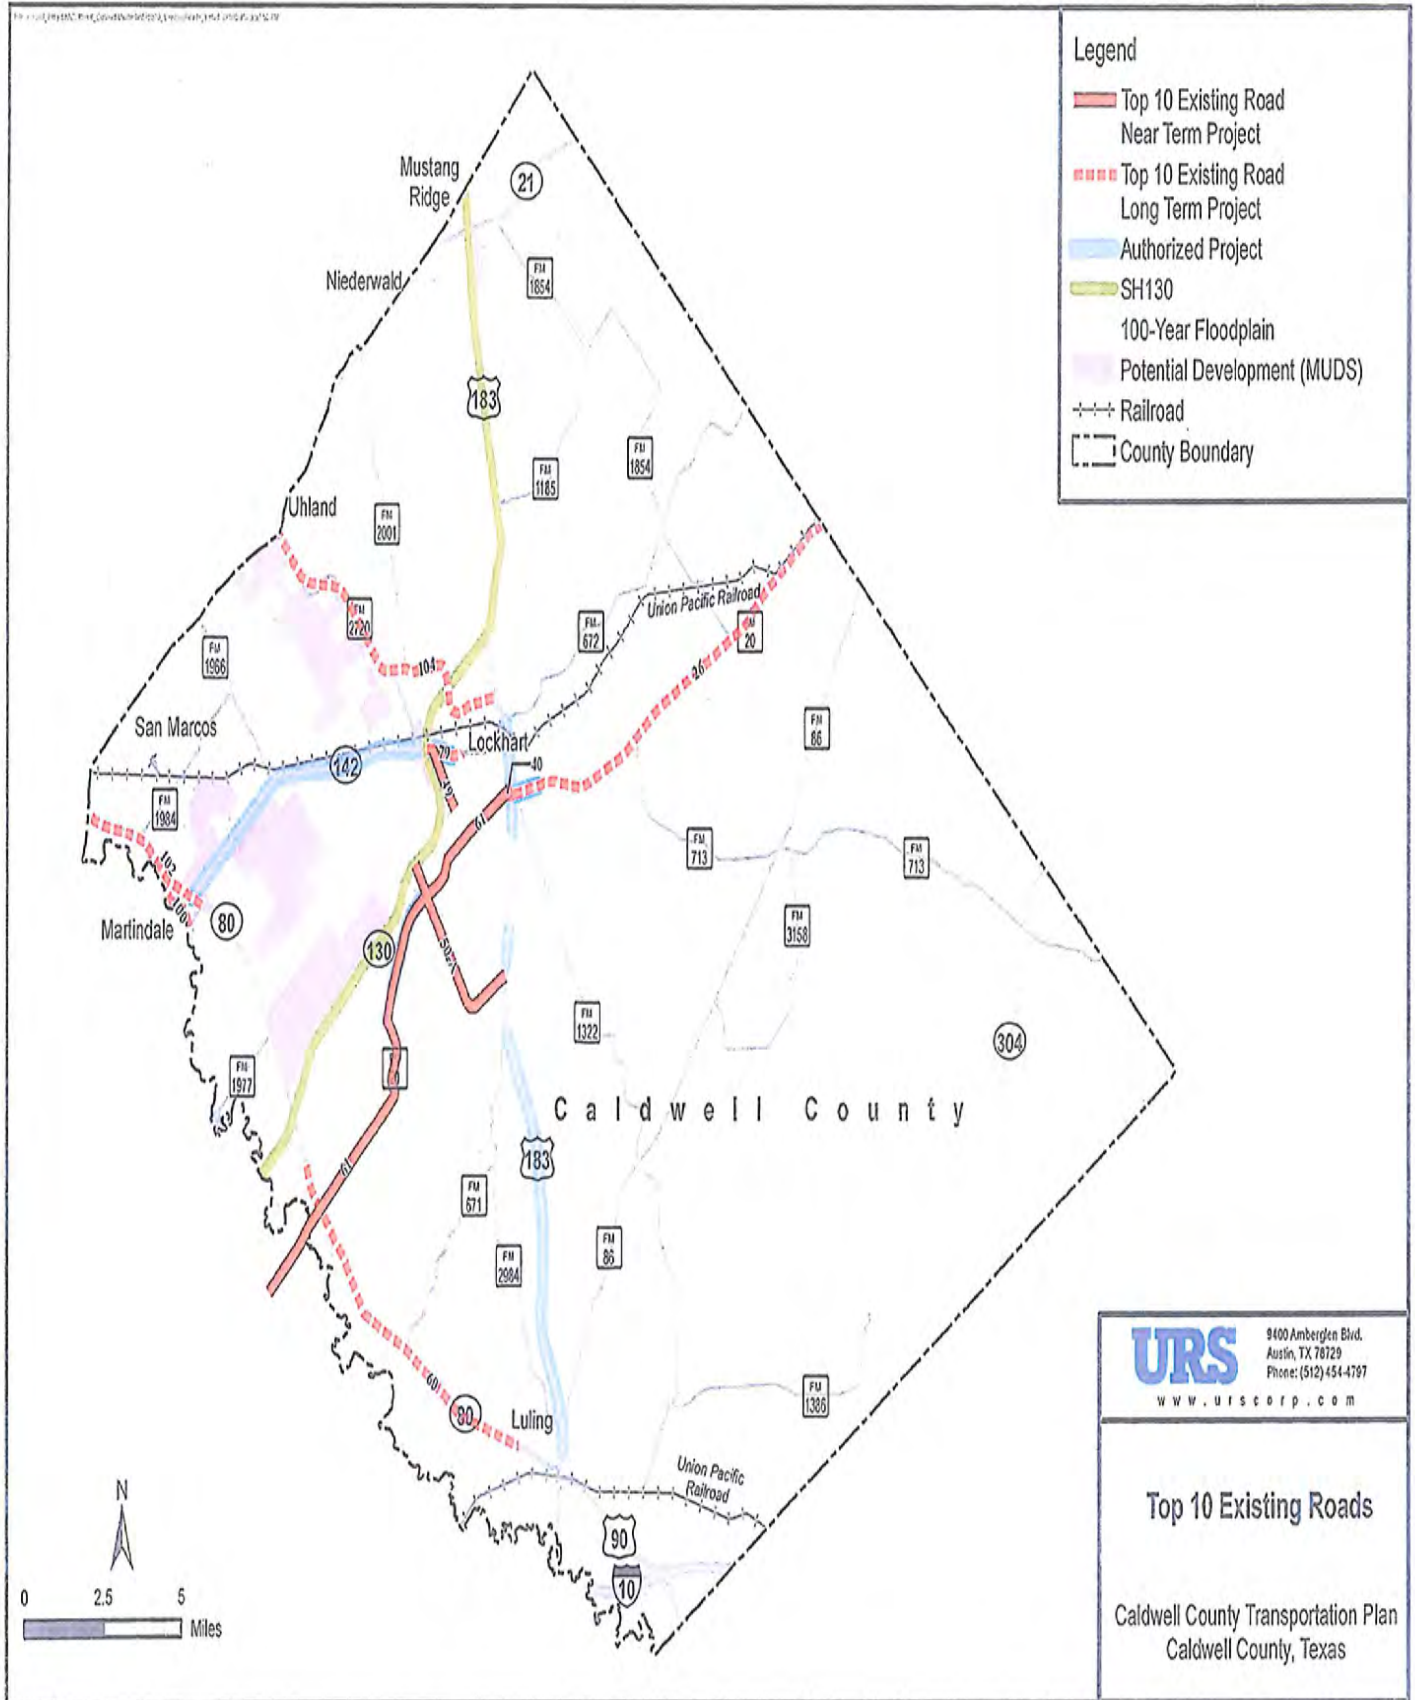 Legend
Top 10 Existing Road
Near Term Project
Top 10 Existing Road
Long Term Project
Authorized Project
SH130
100-Year Floodplain
Potential Development (MUDS)
Railroad
County Boundary
Mustang
Ridge
21
Niederwald
FM
1854
183
FM
1854
FM
1185
Uhland
FM
2001
Union Pacific Railroad
FM
2720
FM
672
20
FM
1966
104
26
FM
86
San Marcos
Lockhart
79
40
142
49
61
FM
1984
FM
713
FM
713
102
100
Martindale
80
130
FM
3158
FM
1322
304
FM
1977
Caldwell County
183
61
FM
671
FM
2984
FM
86
60
80
Luling
FM
1386
Union Pacific
Railroad
90
10
N
0 2.5 5
Miles
URS
9400 Amberglen Blvd.
Austin, TX 78729
Phone: (512) 454-4797
www.urscorp.com
Top 10 Existing Roads
Caldwell County Transportation Plan
Caldwell County, Texas